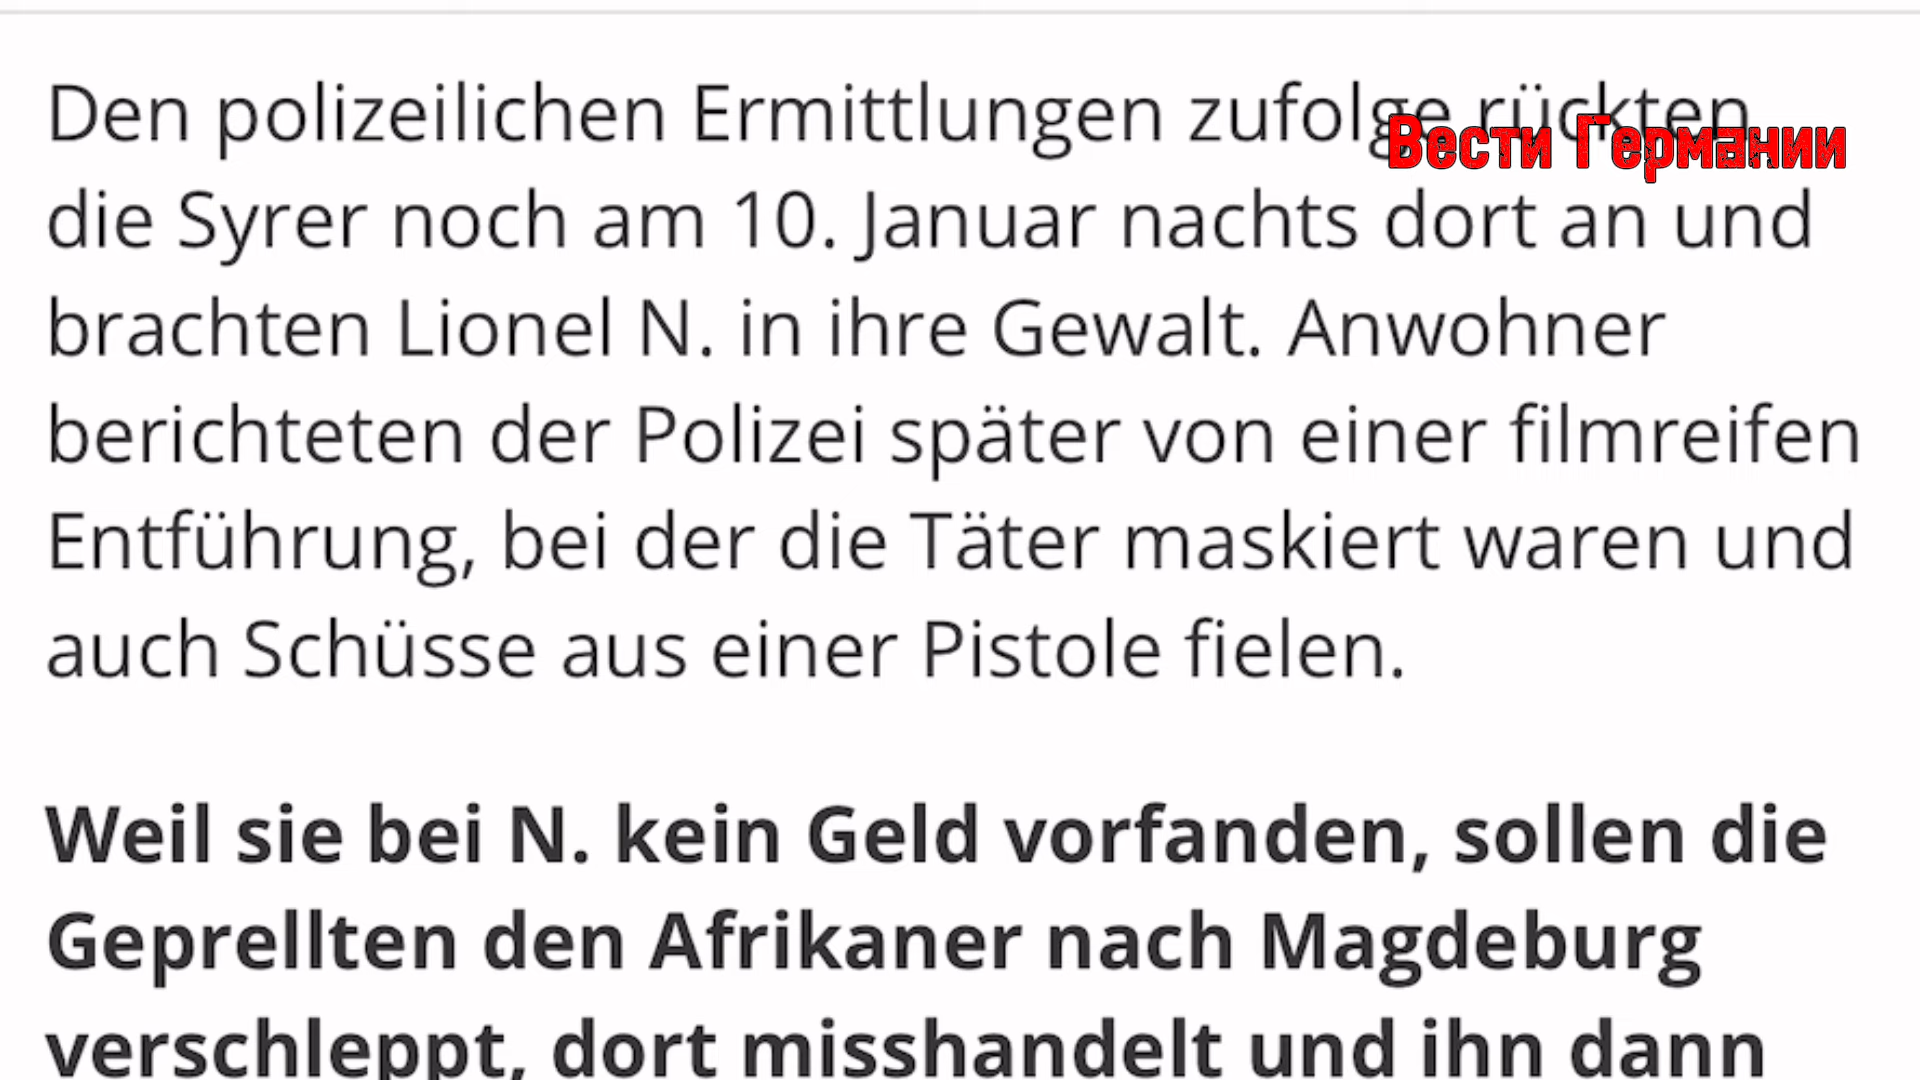 Den polizeilichen Ermittlungen zufolge rückten
Вести Германии
die Syrer noch am 10. Januar nachts dort an und
brachten Lionel N. in ihre Gewalt. Anwohner
berichteten der Polizei später von einer filmreifen
Entführung, bei der die Täter maskiert waren und
auch Schüsse aus einer Pistole fielen.
Weil sie bei N. kein Geld vorfanden, sollen die
Geprellten den Afrikaner nach Magdeburg
verschleppt, dort misshandelt und ihn dann